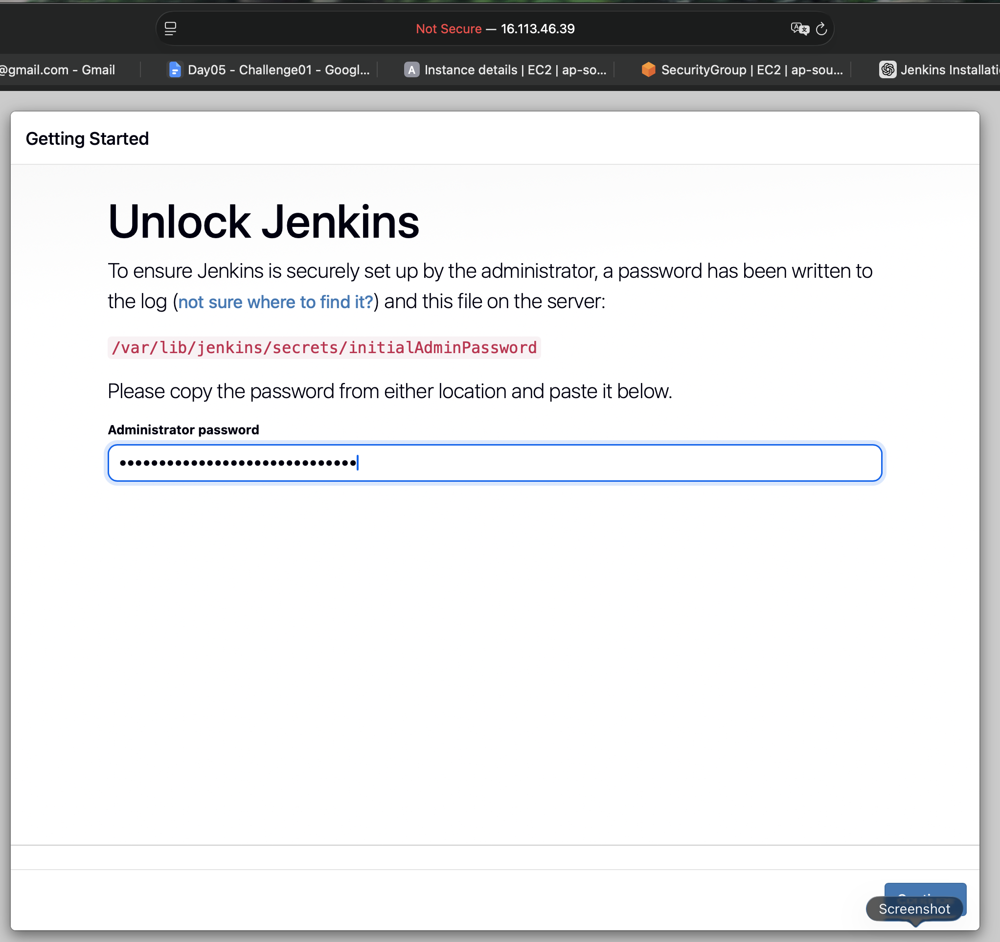 Not Secure — 16.113.46.39
@gmail.com - Gmail
Day05 - Challenge01 - Googl...
Instance details | EC2 | ap-so...
SecurityGroup | EC2 | ap-sou...
Jenkins Installati
Getting Started
Unlock Jenkins
To ensure Jenkins is securely set up by the administrator, a password has been written to
the log (not sure where to find it?) and this file on the server:
/var/lib/jenkins/secrets/initialAdminPassword
Please copy the password from either location and paste it below.
Administrator password
Screenshot